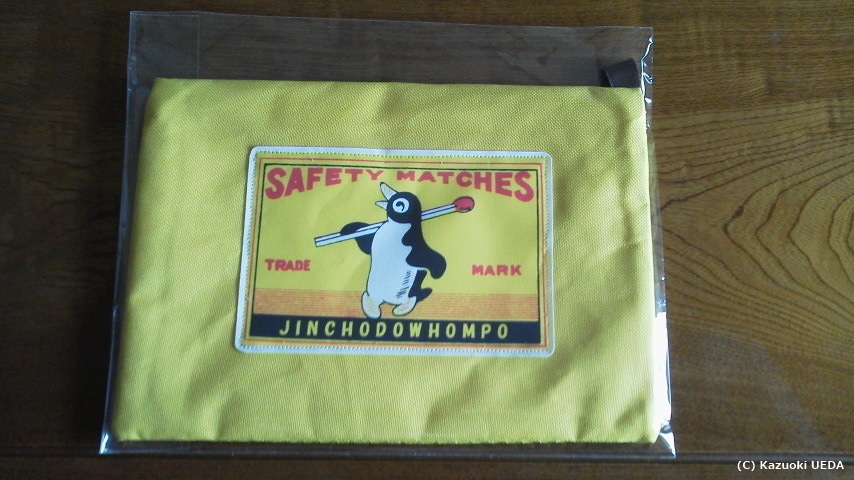 SAFETY MATCHES
TRADE MARK
JINCHODOWHOMPO
(C) Kazuoki UEDA